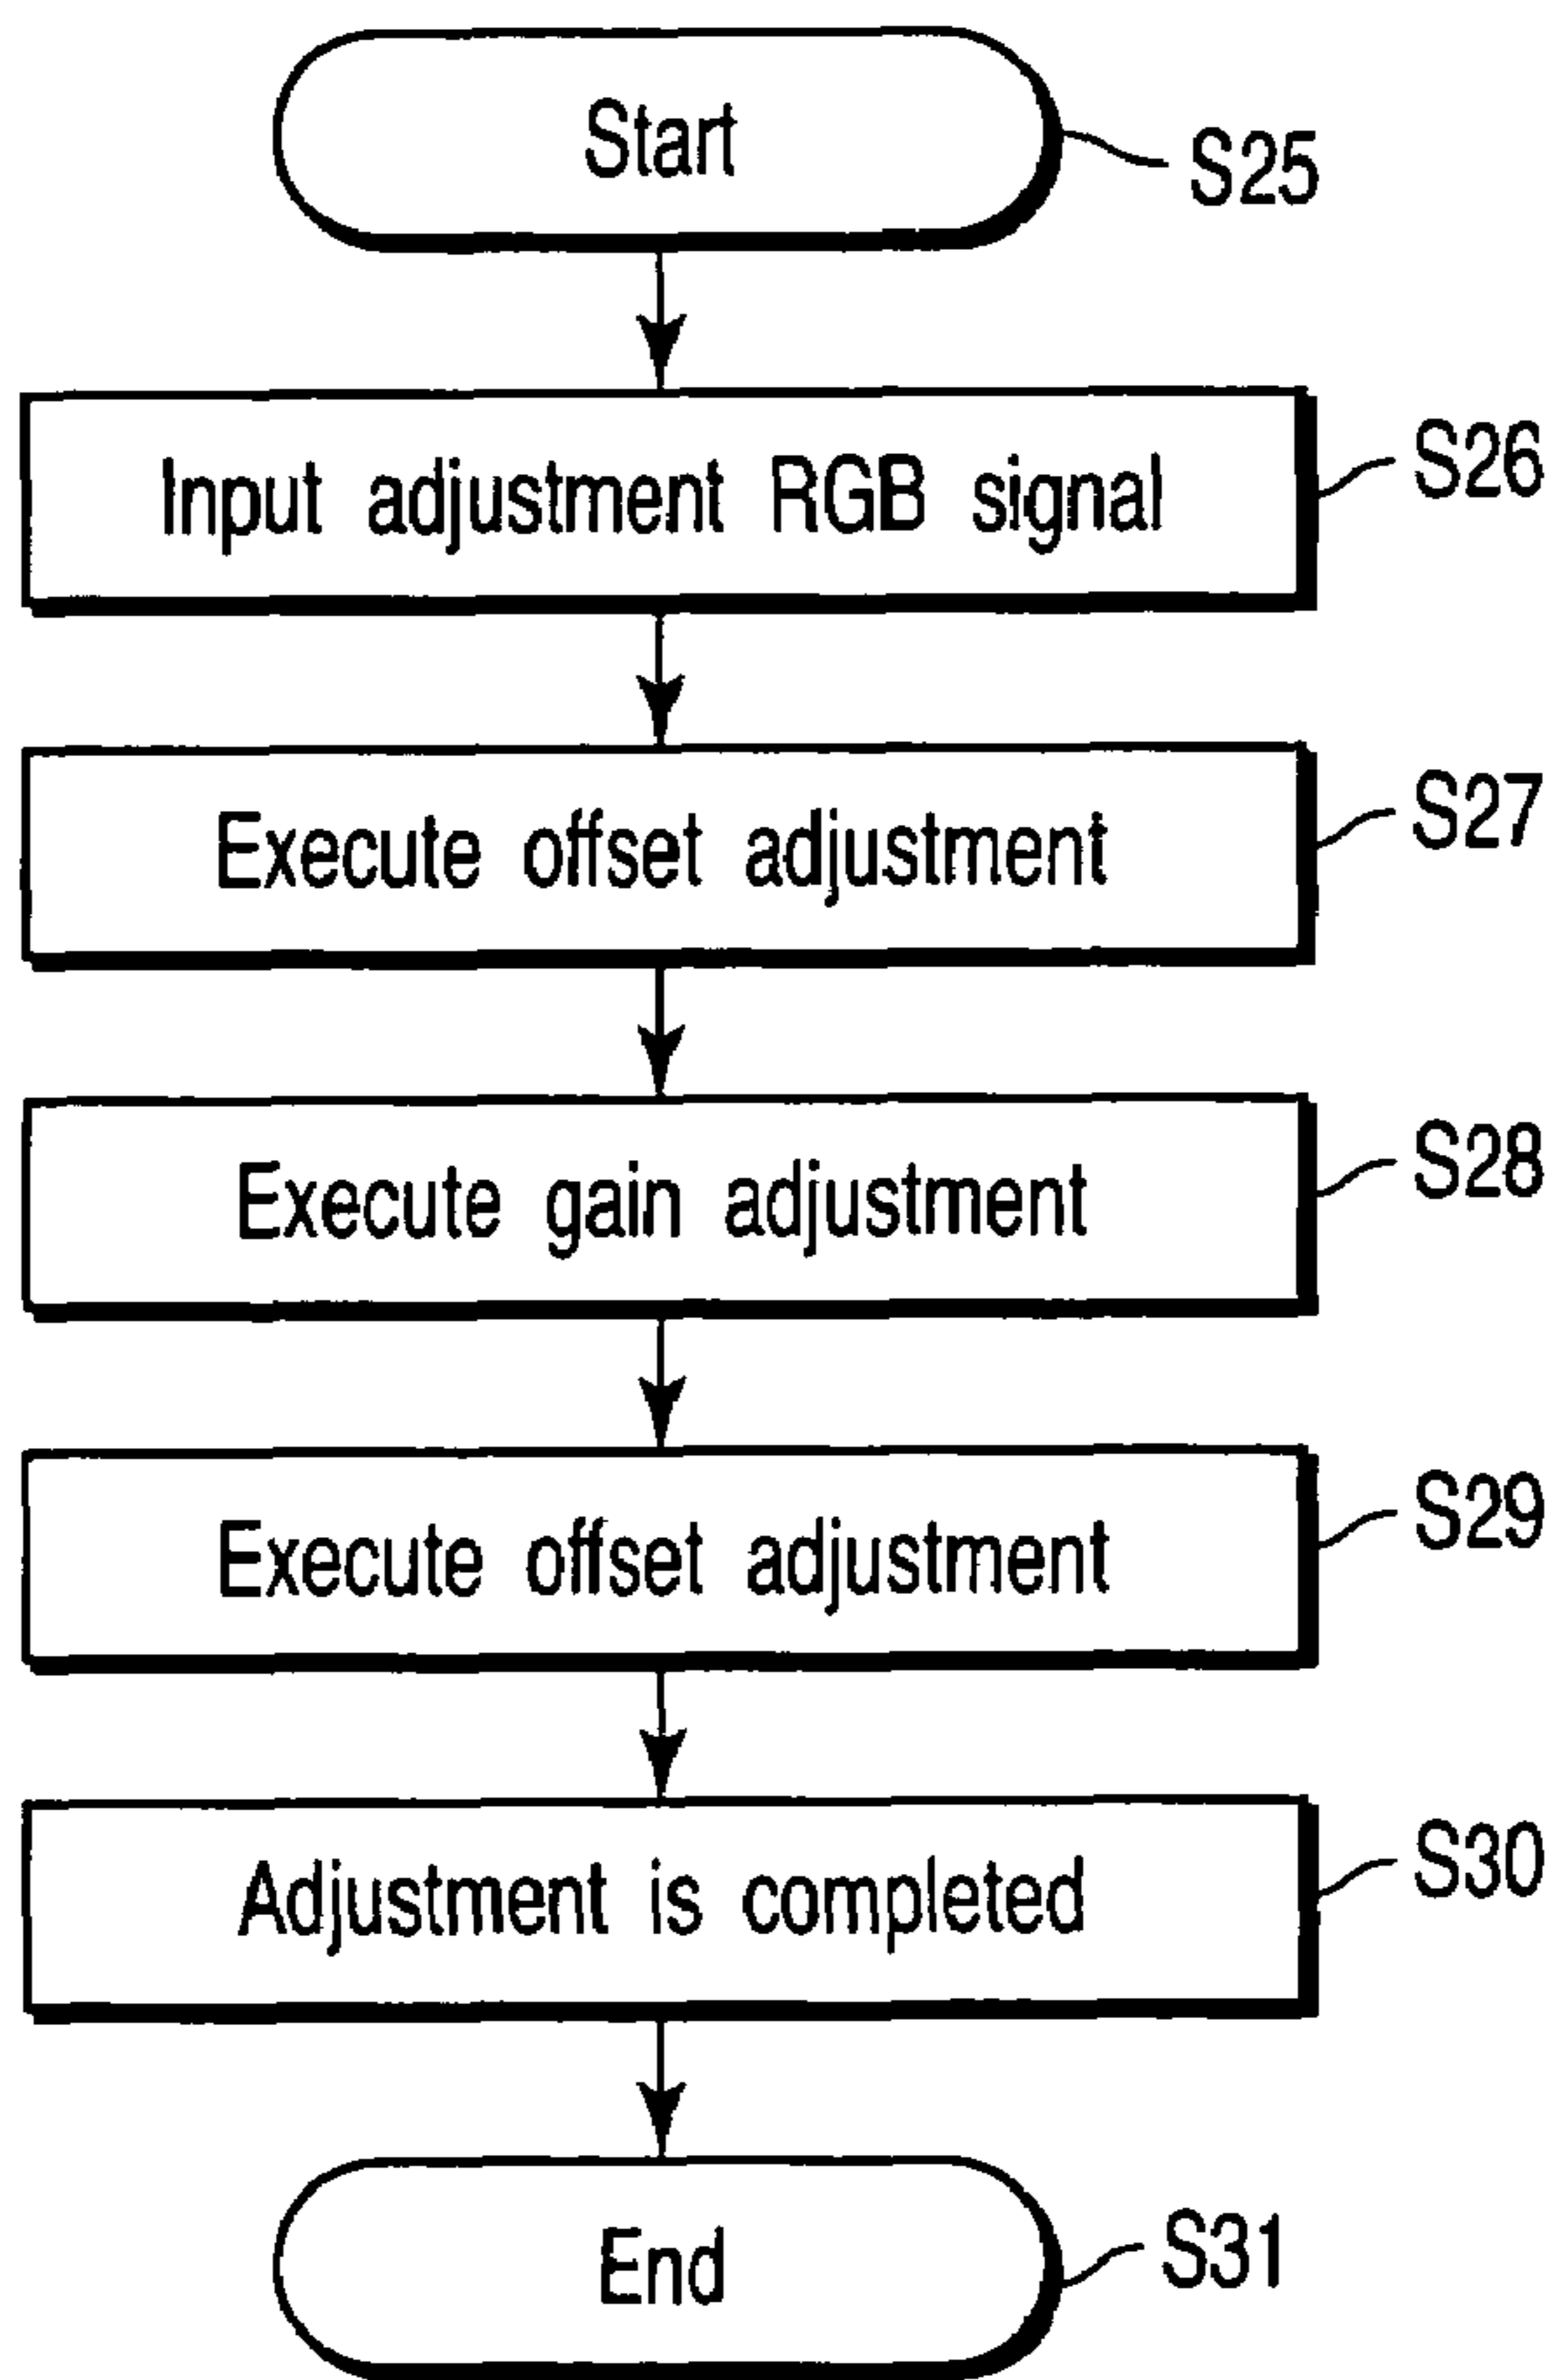 Start
S25
Input adjustment RGB signal
S26
Execute offset adjustment
S27
Execute gain adjustment
S28
Execute offset adjustment
S29
Adjustment is completed
S30
End
S31